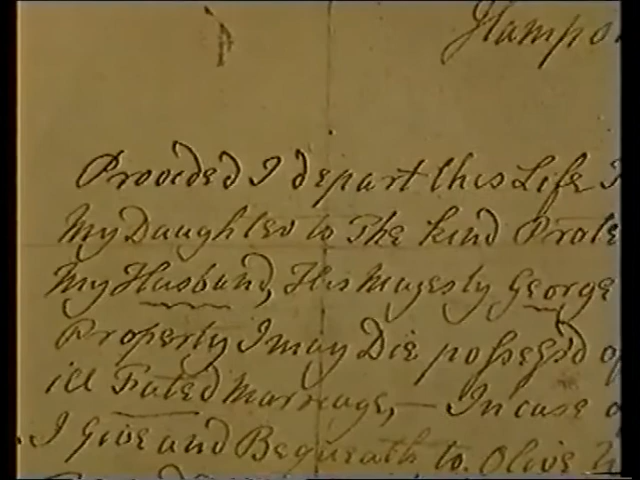 Hampo
Provided I depart this Life I
My Daughter to The kind Prote
My Husband, His Majesty George
Property I may Die possess'd of
ill Fated Marriage, — In case o
I Give and Bequeath to Olive